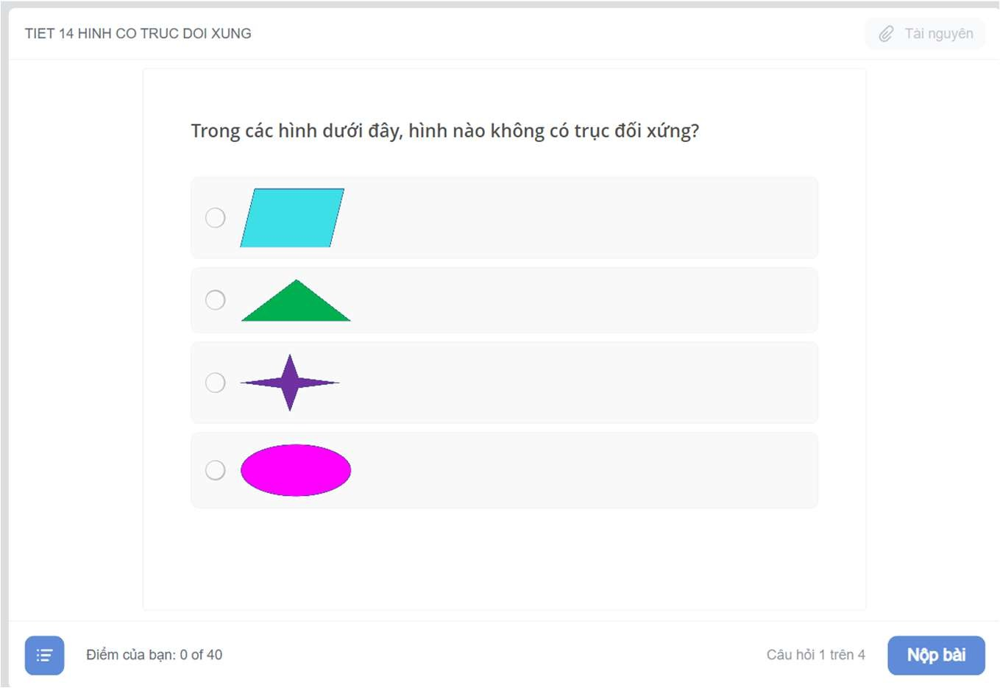 TIET 14 HINH CO TRUC DOI XUNG
Tài nguyên
Trong các hình dưới đây, hình nào không có trục đối xứng?
Điểm của bạn: 0 of 40
Câu hỏi 1 trên 4
Nộp bài